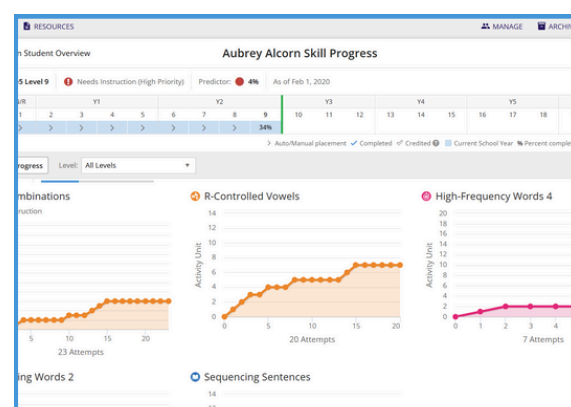 RESOURCES MANAGE ARCHI
n Student Overview Aubrey Alcorn Skill Progress
5 Level 9 Needs Instruction (High Priority) Predictor: 4% As of Feb 1, 2020
/R Y1 Y2 Y3 Y4 Y5
1 2 3 4 5 6 7 8 9 10 11 12 13 14 15 16 17 18
34%
Auto/Manual placement Completed Credited Current School Year % Percent comple
rogress Level: All Levels
mbinations
ruction
5 10 15 20
23 Attempts
R-Controlled Vowels
14
12
10
8
6
4
2
0
Activity Unit
0 5 10 15 20
20 Attempts
High-Frequency Words 4
20
18
16
14
12
10
8
6
4
2
0
Activity Unit
0 1 2 3 4
7 Attempts
ing Words 2
Sequencing Sentences
14